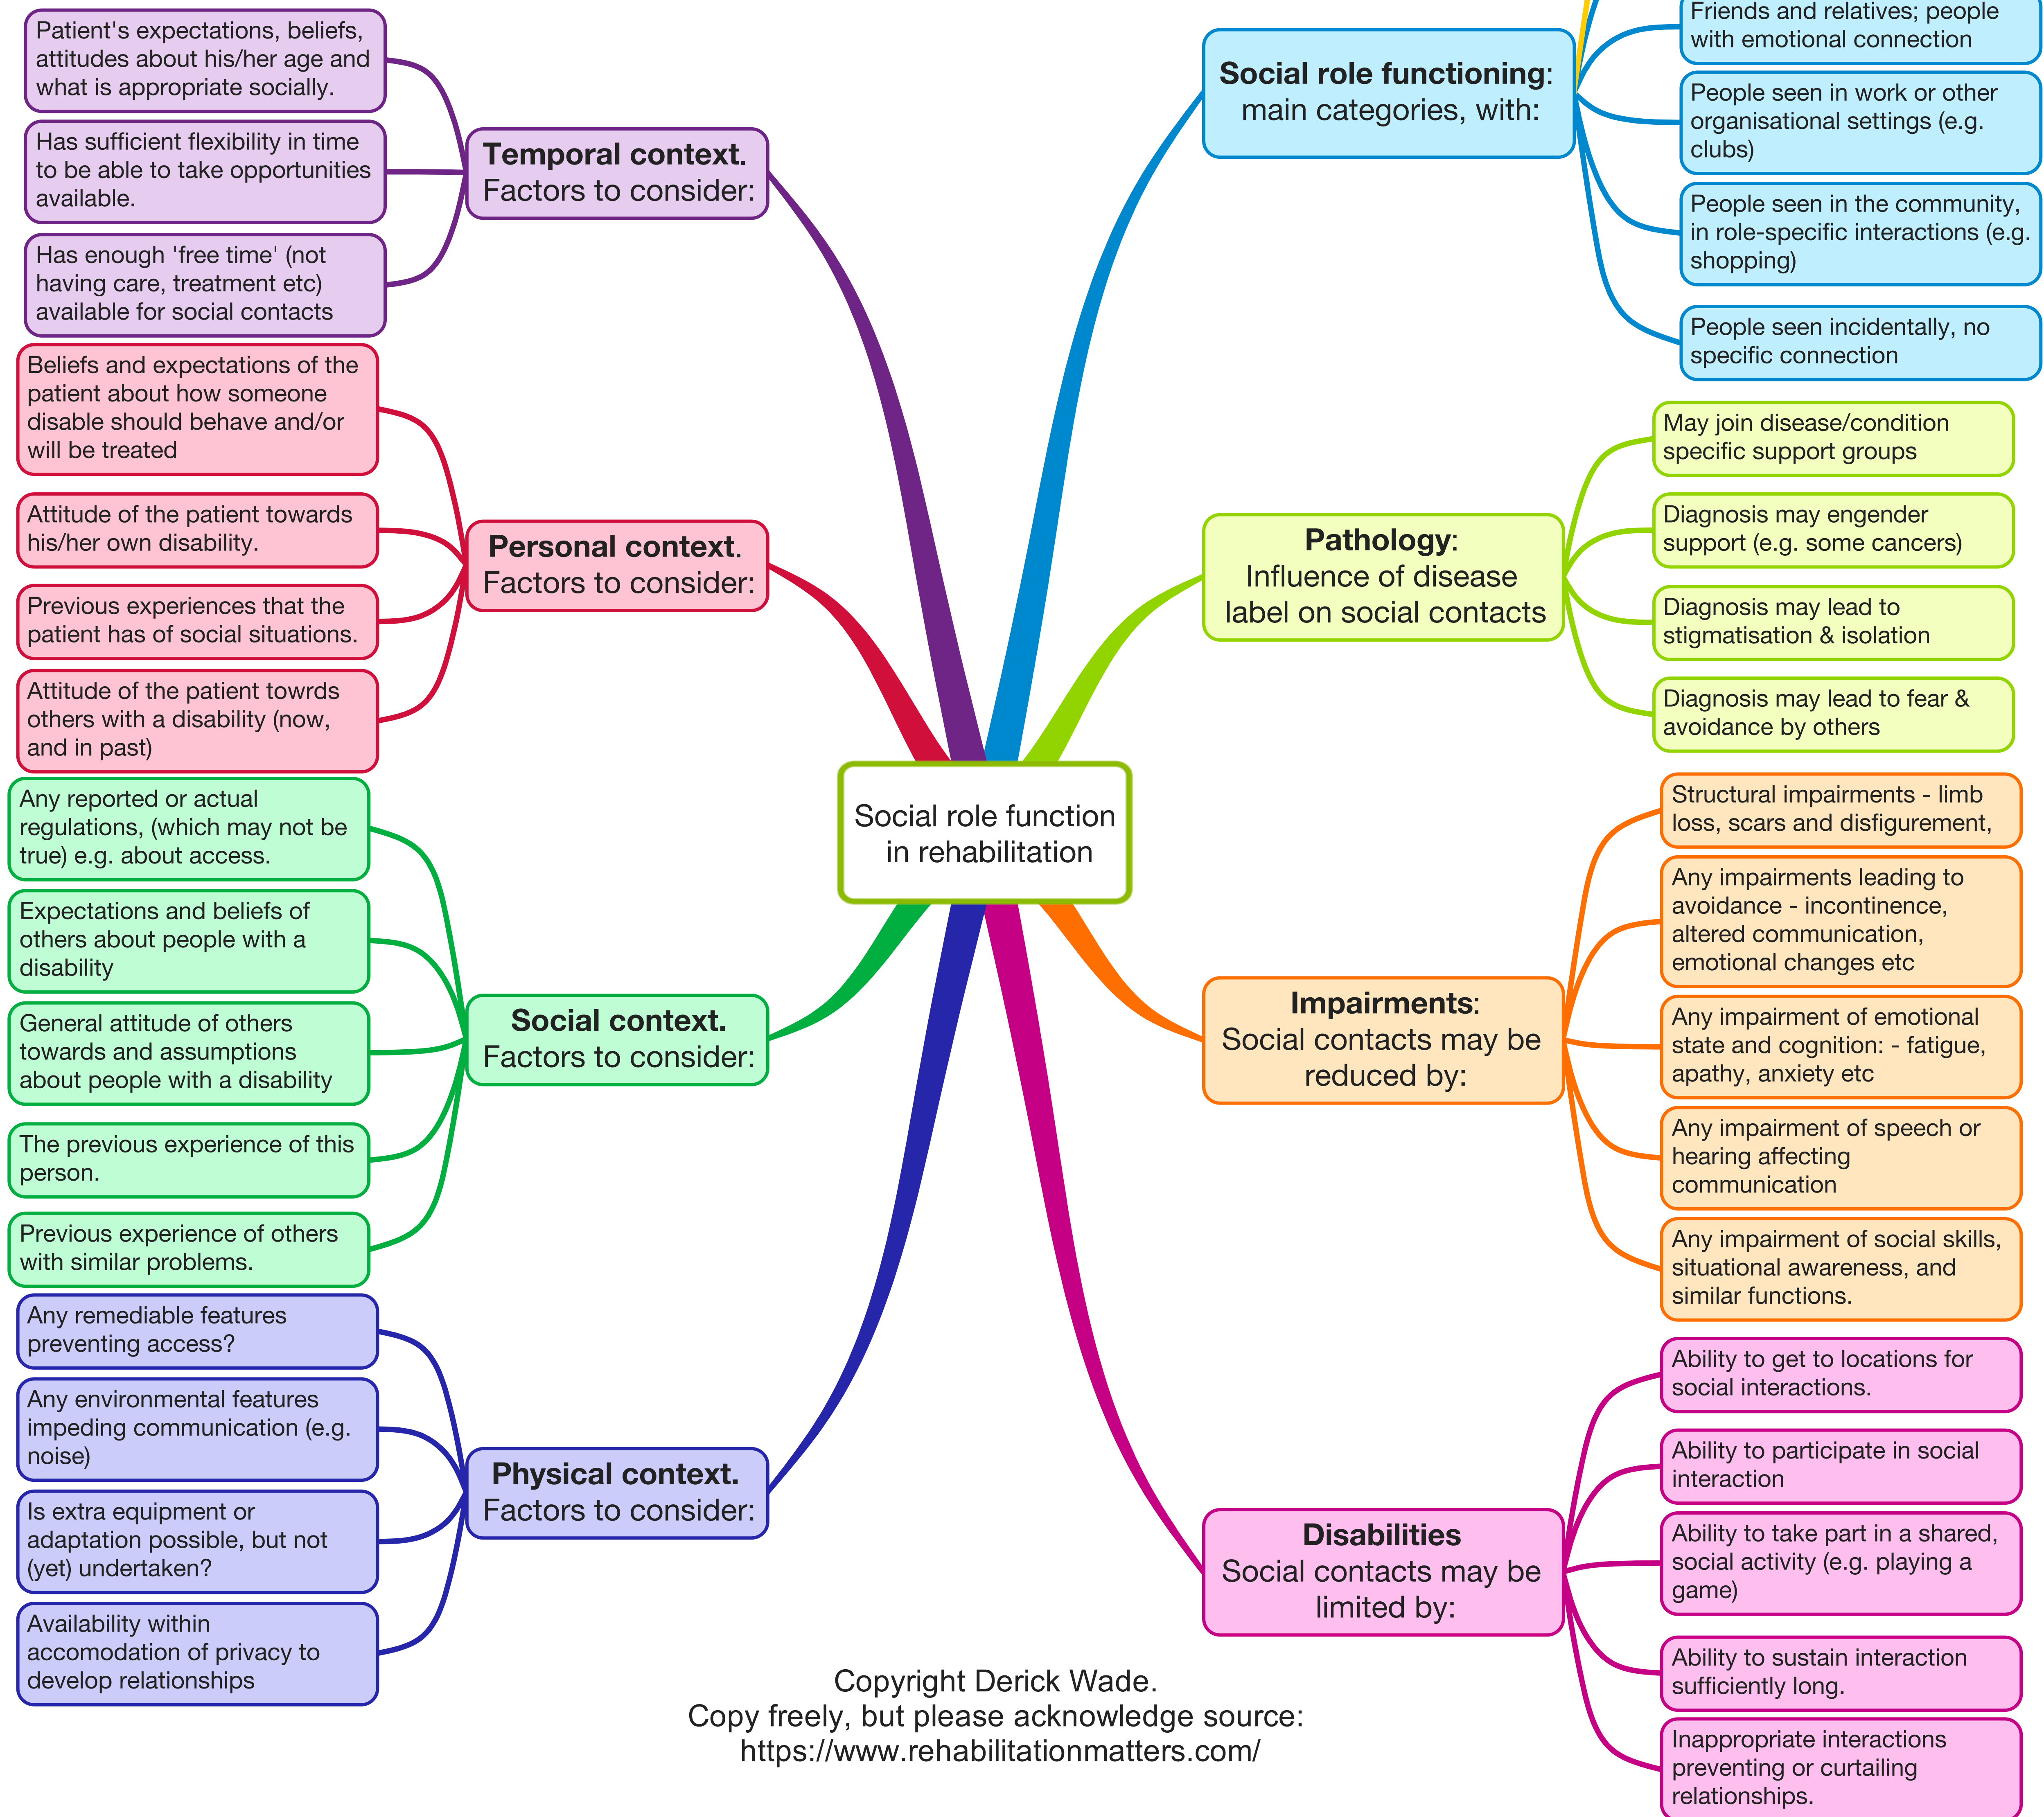 Patient's expectations, beliefs,
attitudes about his/her age and
what is appropriate socially.
Has sufficient flexibility in time
to be able to take opportunities
available.
Has enough 'free time' (not
having care, treatment etc)
available for social contacts
Temporal context.
Factors to consider:
Beliefs and expectations of the
patient about how someone
disable should behave and/or
will be treated
Attitude of the patient towards
his/her own disability.
Previous experiences that the
patient has of social situations.
Attitude of the patient towrds
others with a disability (now,
and in past)
Personal context.
Factors to consider:
Any reported or actual
regulations, (which may not be
true) e.g. about access.
Expectations and beliefs of
others about people with a
disability
General attitude of others
towards and assumptions
about people with a disability
The previous experience of this
person.
Previous experience of others
with similar problems.
Social context.
Factors to consider:
Any remediable features
preventing access?
Any environmental features
impeding communication (e.g.
noise)
Is extra equipment or
adaptation possible, but not
(yet) undertaken?
Availability within
accomodation of privacy to
develop relationships
Physical context.
Factors to consider:
Social role function
in rehabilitation
Social role functioning:
main categories, with:
Friends and relatives; people
with emotional connection
People seen in work or other
organisational settings (e.g.
clubs)
People seen in the community,
in role-specific interactions (e.g.
shopping)
People seen incidentally, no
specific connection
Pathology:
Influence of disease
label on social contacts
May join disease/condition
specific support groups
Diagnosis may engender
support (e.g. some cancers)
Diagnosis may lead to
stigmatisation & isolation
Diagnosis may lead to fear &
avoidance by others
Impairments:
Social contacts may be
reduced by:
Structural impairments - limb
loss, scars and disfigurement,
Any impairments leading to
avoidance - incontinence,
altered communication,
emotional changes etc
Any impairment of emotional
state and cognition: - fatigue,
apathy, anxiety etc
Any impairment of speech or
hearing affecting
communication
Any impairment of social skills,
situational awareness, and
similar functions.
Disabilities
Social contacts may be
limited by:
Ability to get to locations for
social interactions.
Ability to participate in social
interaction
Ability to take part in a shared,
social activity (e.g. playing a
game)
Ability to sustain interaction
sufficiently long.
Inappropriate interactions
preventing or curtailing
relationships.
Copyright Derick Wade.
Copy freely, but please acknowledge source:
https://www.rehabilitationmatters.com/